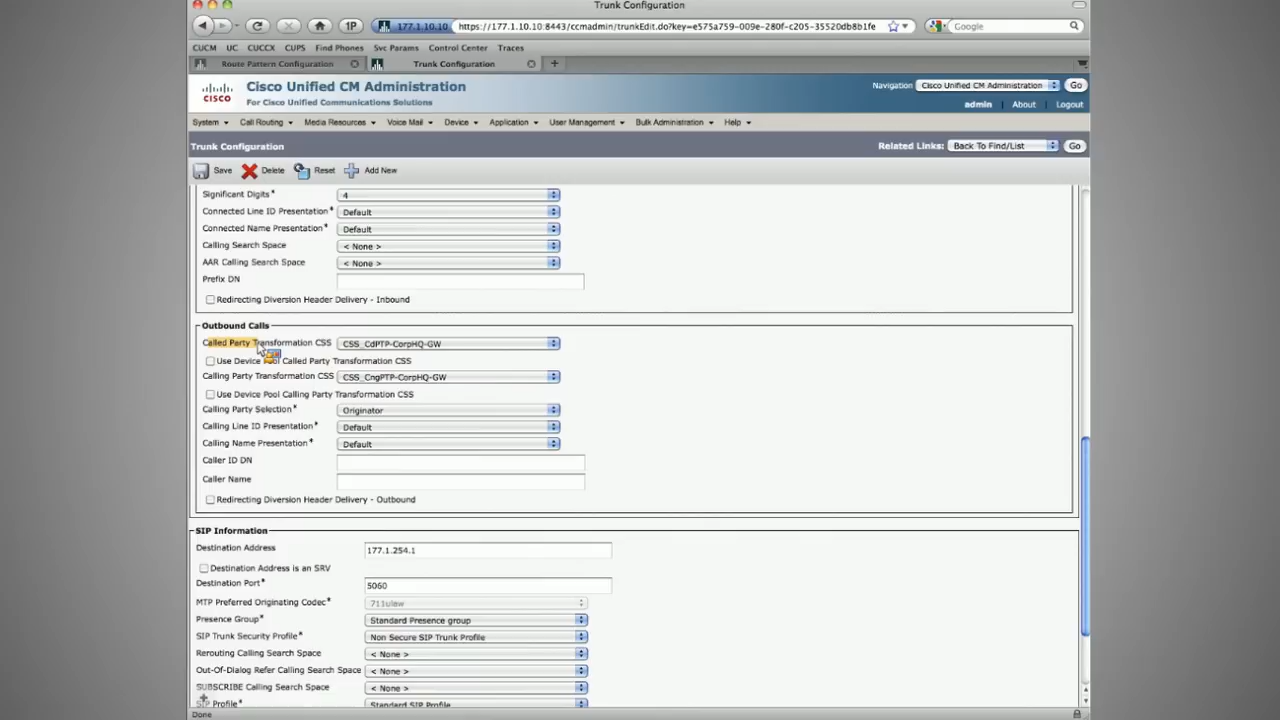 Trunk Configuration
1P 177.1.10.10 https://177.1.10.10:8443/ccmadmin/trunkEdit.do?key=e575a759-009e-280f-c205-35520db8b1fe Google
CUCM UC CUCCX CUPS Find Phones Svc Params Control Center Traces
Route Pattern Configuration Trunk Configuration
cisco Cisco Unified CM Administration Navigation Cisco Unified CM Administration Go
For Cisco Unified Communications Solutions
admin About Logout
System Call Routing Media Resources Voice Mail Device Application User Management Bulk Administration Help
Trunk Configuration Related Links: Back To Find/List Go
Save Delete Reset Add New
Significant Digits* 4
Connected Line ID Presentation* Default
Connected Name Presentation* Default
Calling Search Space < None >
AAR Calling Search Space < None >
Prefix DN
Redirecting Diversion Header Delivery - Inbound
Outbound Calls
Called Party Transformation CSS CSS_CdPTP-CorpHQ-GW
Use Device Called Party Transformation CSS
Calling Party Transformation CSS CSS_CngPTP-CorpHQ-GW
Use Device Pool Calling Party Transformation CSS
Calling Party Selection* Originator
Calling Line ID Presentation* Default
Calling Name Presentation* Default
Caller ID DN
Caller Name
Redirecting Diversion Header Delivery - Outbound
SIP Information
Destination Address 177.1.254.1
Destination Address is an SRV
Destination Port* 5060
MTP Preferred Originating Codec* 711ulaw
Presence Group* Standard Presence group
SIP Trunk Security Profile* Non Secure SIP Trunk Profile
Rerouting Calling Search Space < None >
Out-Of-Dialog Refer Calling Search Space < None >
SUBSCRIBE Calling Search Space < None >
SIP Profile* Standard SIP Profile
Done